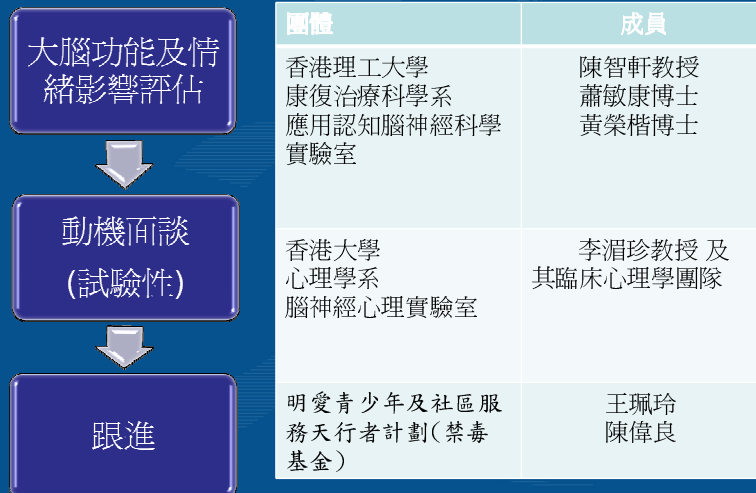 大腦功能及情
緒影響評估
動機面談
(試驗性)
跟進
團體
成員
香港理工大學
康復治療科學系
應用認知腦神經科學
實驗室
陳智軒教授
蕭敏康博士
黃榮楷博士
香港大學
心理學系
腦神經心理實驗室
李湄珍教授 及
其臨床心理學團隊
明愛青少年及社區服
務天行者計劃(禁毒
基金)
王珮玲
陳偉良